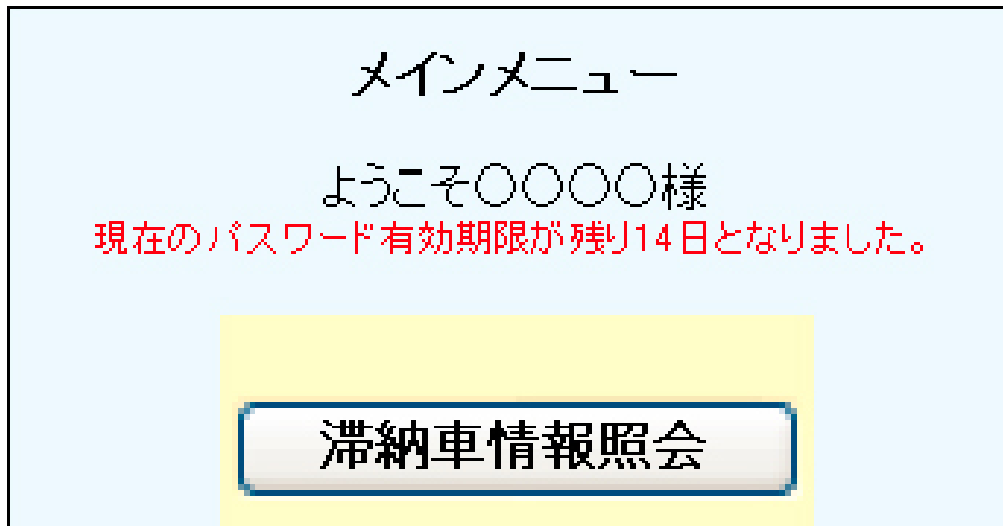 メインメニュー
ようこそ○○○○様
現在のパスワード有効期限が残り14日となりました。
滞納車情報照会